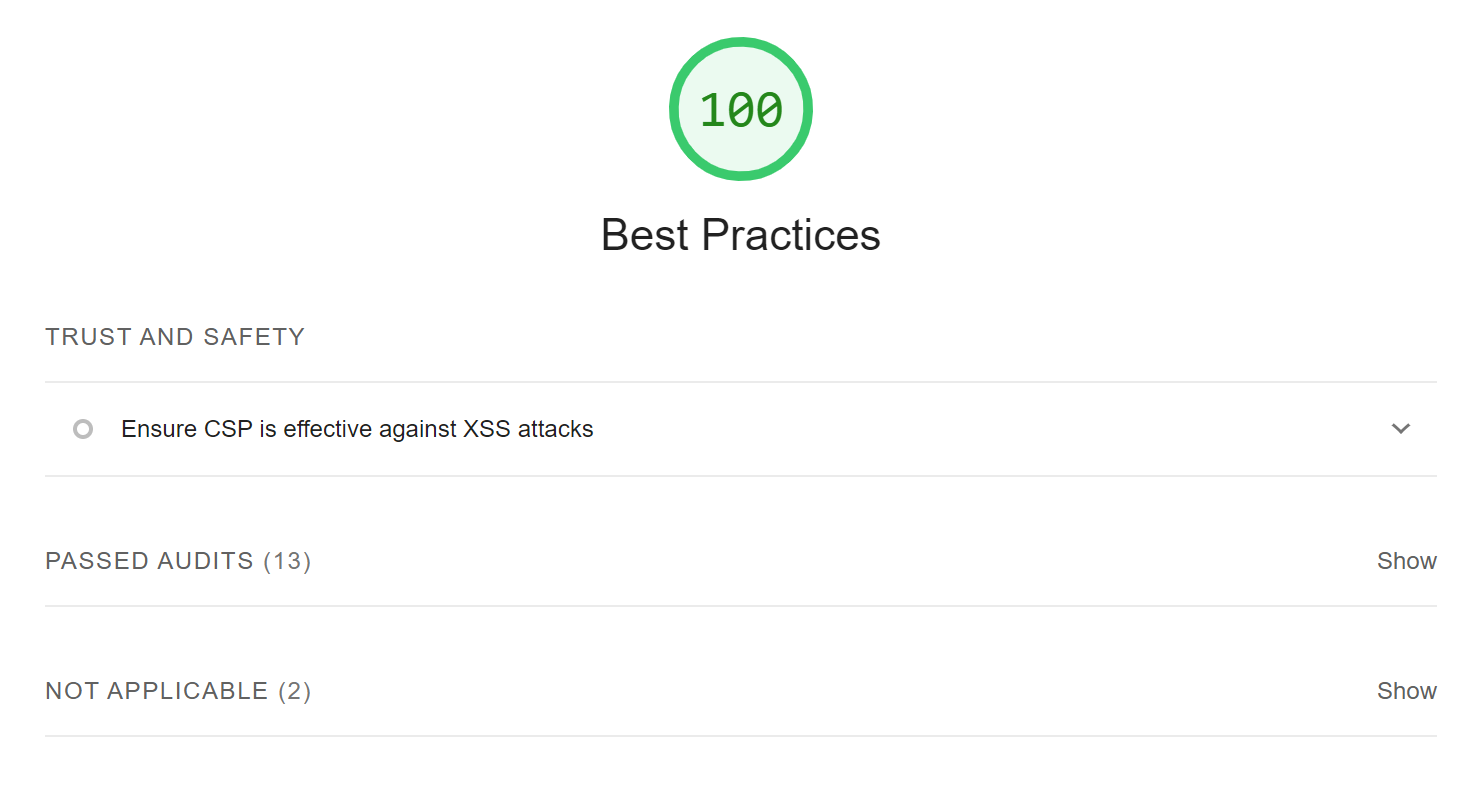 100
Best Practices
TRUST AND SAFETY
Ensure CSP is effective against XSS attacks
PASSED AUDITS (13) Show
NOT APPLICABLE (2) Show